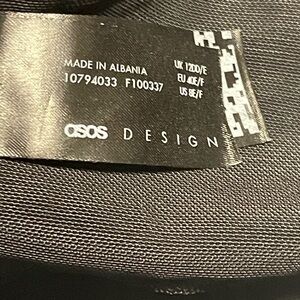 MADE IN ALBANIA
10794033 F100337
UK 12DD/E
EU 40E/F
US 8E/F
asos DESIGN